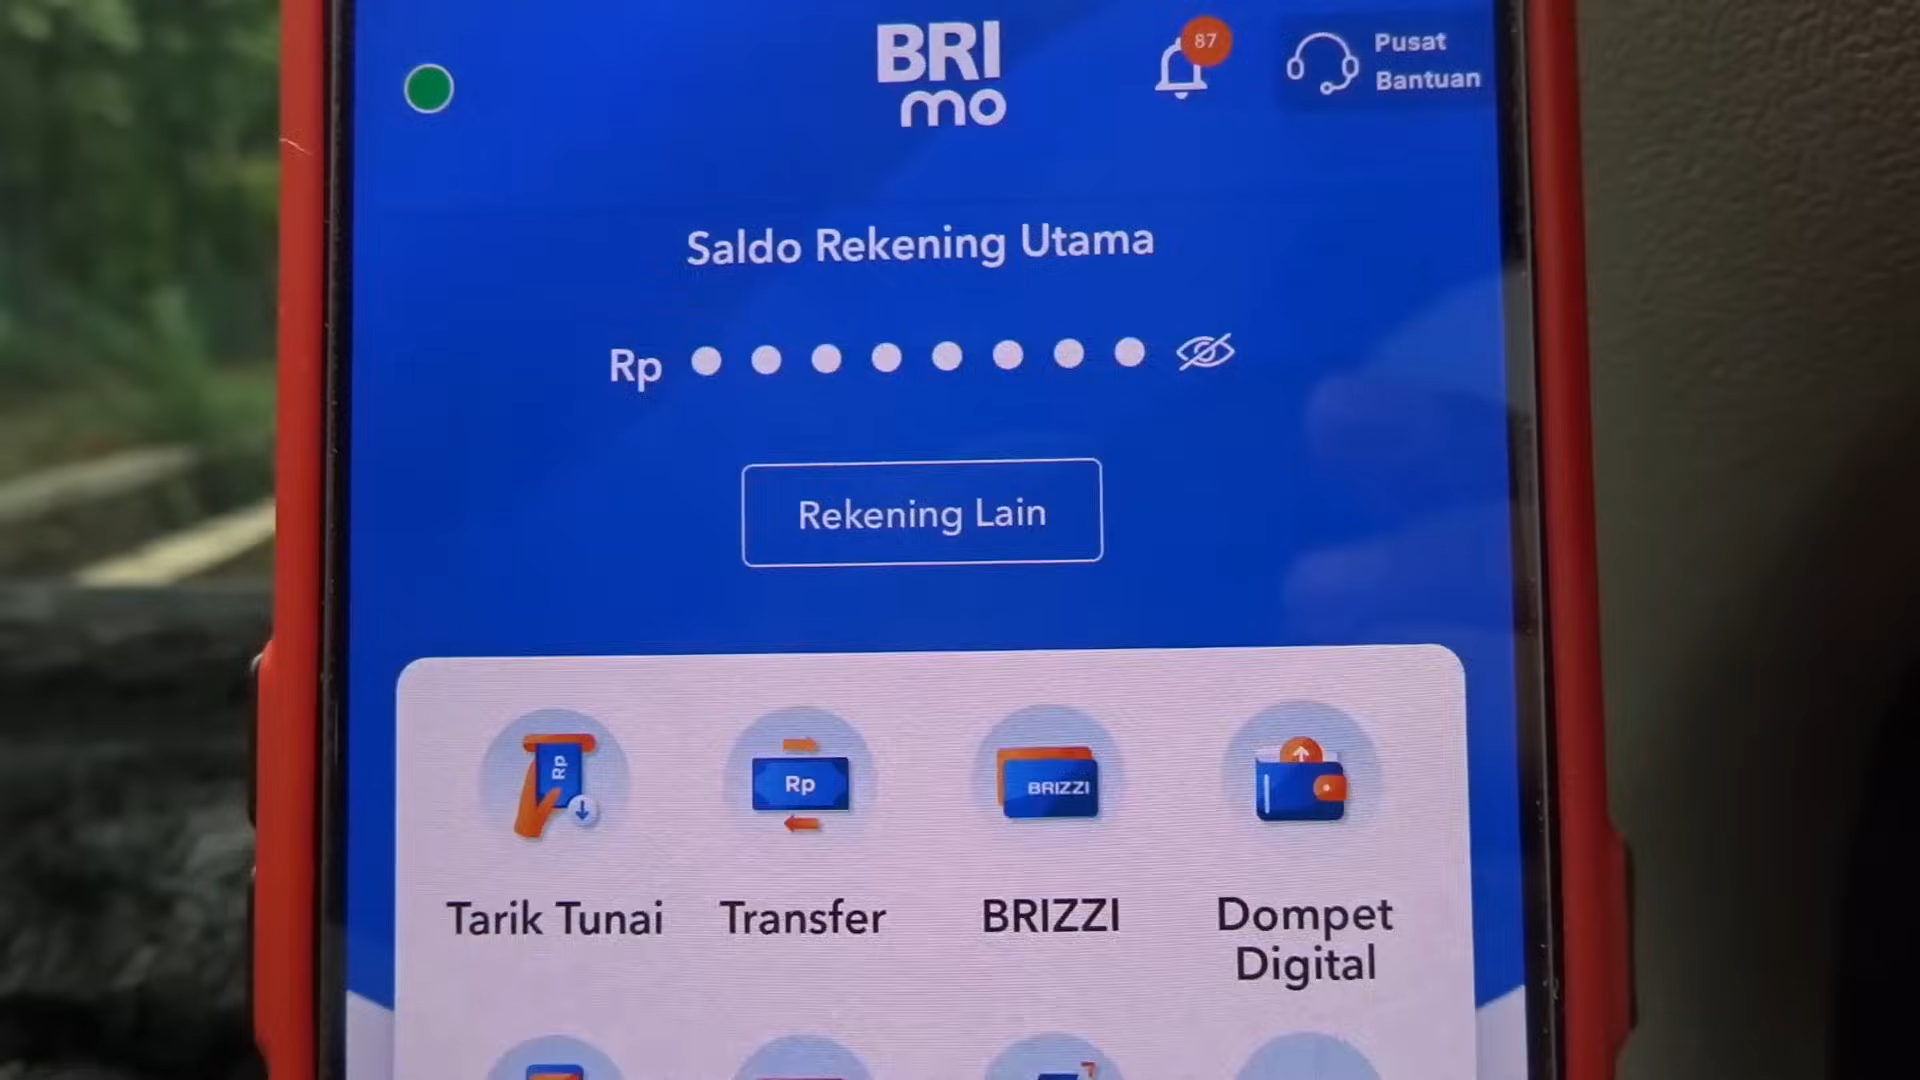 BRI
mo
87
Pusat
Bantuan
Saldo Rekening Utama
Rp
Rekening Lain
Rp
Rp
BRIZZI
Tarik Tunai
Transfer
BRIZZI
Dompet
Digital